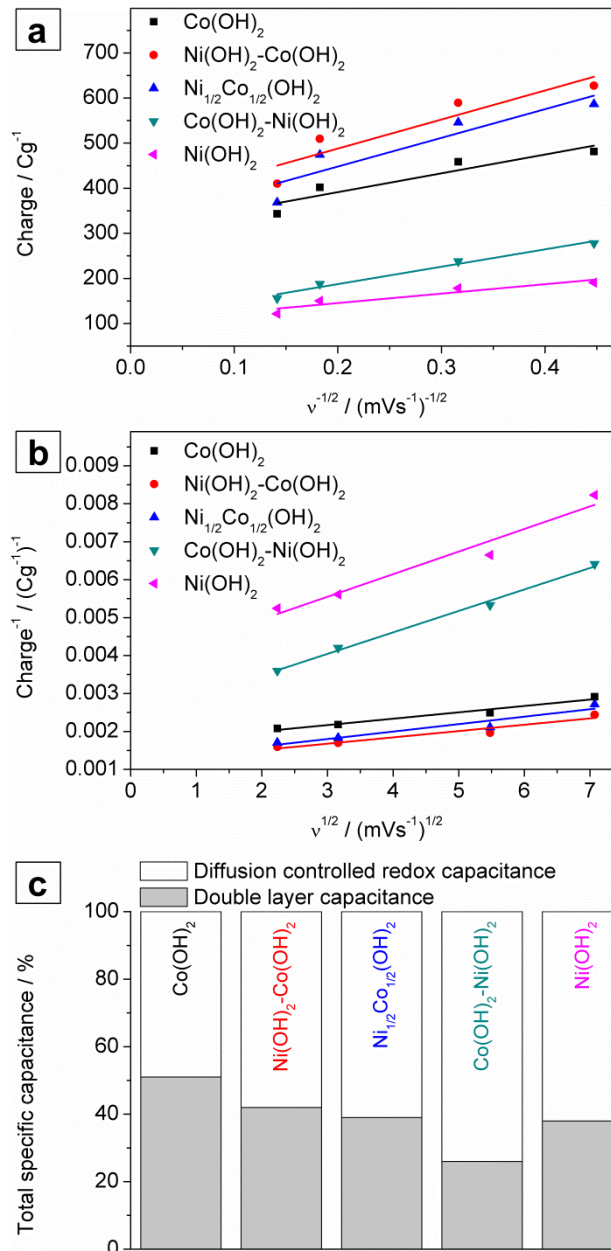 a
Co(OH)2
Ni(OH)2-Co(OH)2
Ni1/2Co1/2(OH)2
Co(OH)2-Ni(OH)2
Ni(OH)2
700
600
500
400
300
200
100
Charge / Cg-1
0.0 0.1 0.2 0.3 0.4
ν-1/2 / (mVs-1)-1/2
b
Co(OH)2
Ni(OH)2-Co(OH)2
Ni1/2Co1/2(OH)2
Co(OH)2-Ni(OH)2
Ni(OH)2
0.009
0.008
0.007
0.006
0.005
0.004
0.003
0.002
0.001
Charge-1 / (Cg-1)-1
0 1 2 3 4 5 6 7
ν1/2 / (mVs-1)1/2
c
Diffusion controlled redox capacitance
Double layer capacitance
100
80
60
40
20
0
Total specific capacitance / %
Co(OH)2
Ni(OH)2-Co(OH)2
Ni1/2Co1/2(OH)2
Co(OH)2-Ni(OH)2
Ni(OH)2